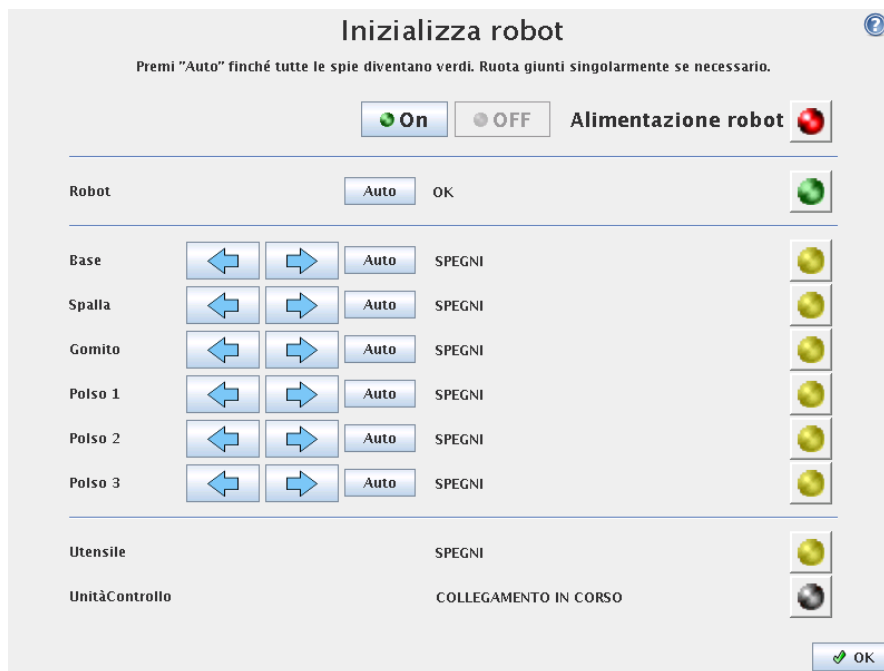 Inizializza robot
?
Premi "Auto" finché tutte le spie diventano verdi. Ruota giunti singolarmente se necessario.
On OFF Alimentazione robot
Robot Auto OK
Base Auto SPEGNI
Spalla Auto SPEGNI
Gomito Auto SPEGNI
Polso 1 Auto SPEGNI
Polso 2 Auto SPEGNI
Polso 3 Auto SPEGNI
Utensile SPEGNI
UnitàControllo COLLEGAMENTO IN CORSO
OK